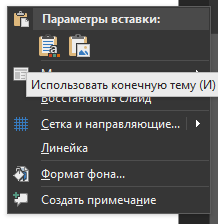 Параметры вставки:
Использовать конечную тему (И)
Восстановить слайд
Сетка и направляющие...
Линейка
Формат фона...
Создать примечание